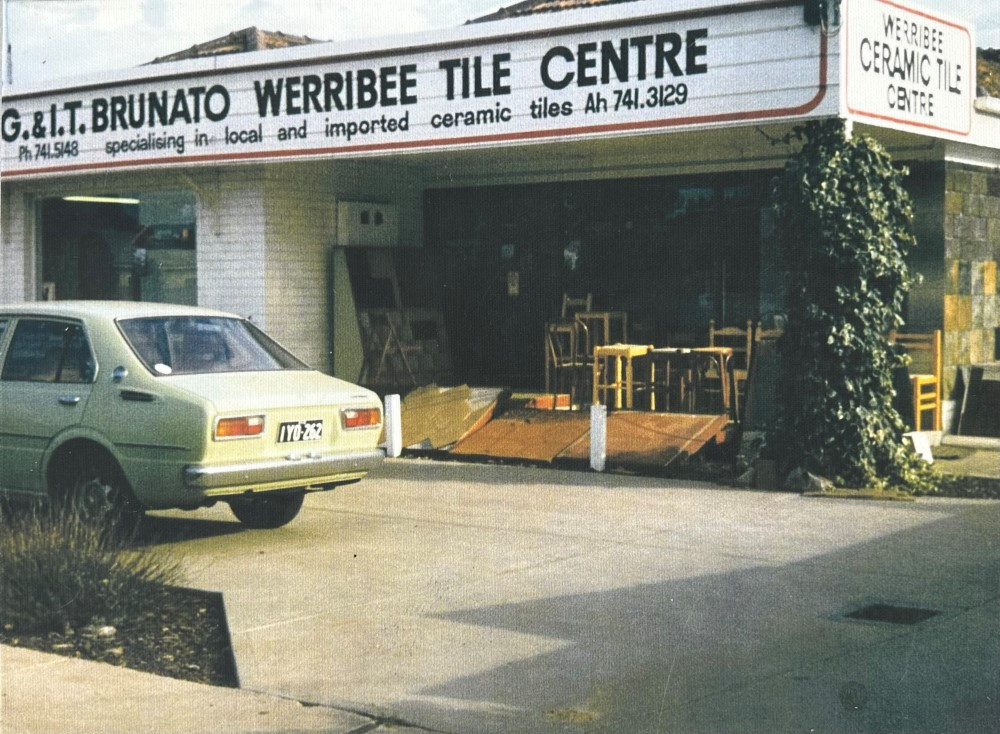 G.&I.T. BRUNATO WERRIBEE TILE CENTRE
Ph 741.5148 specialising in local and imported ceramic tiles Ah 741.3129
WERRIBEE
CERAMIC TILE
CENTRE
IYO·262